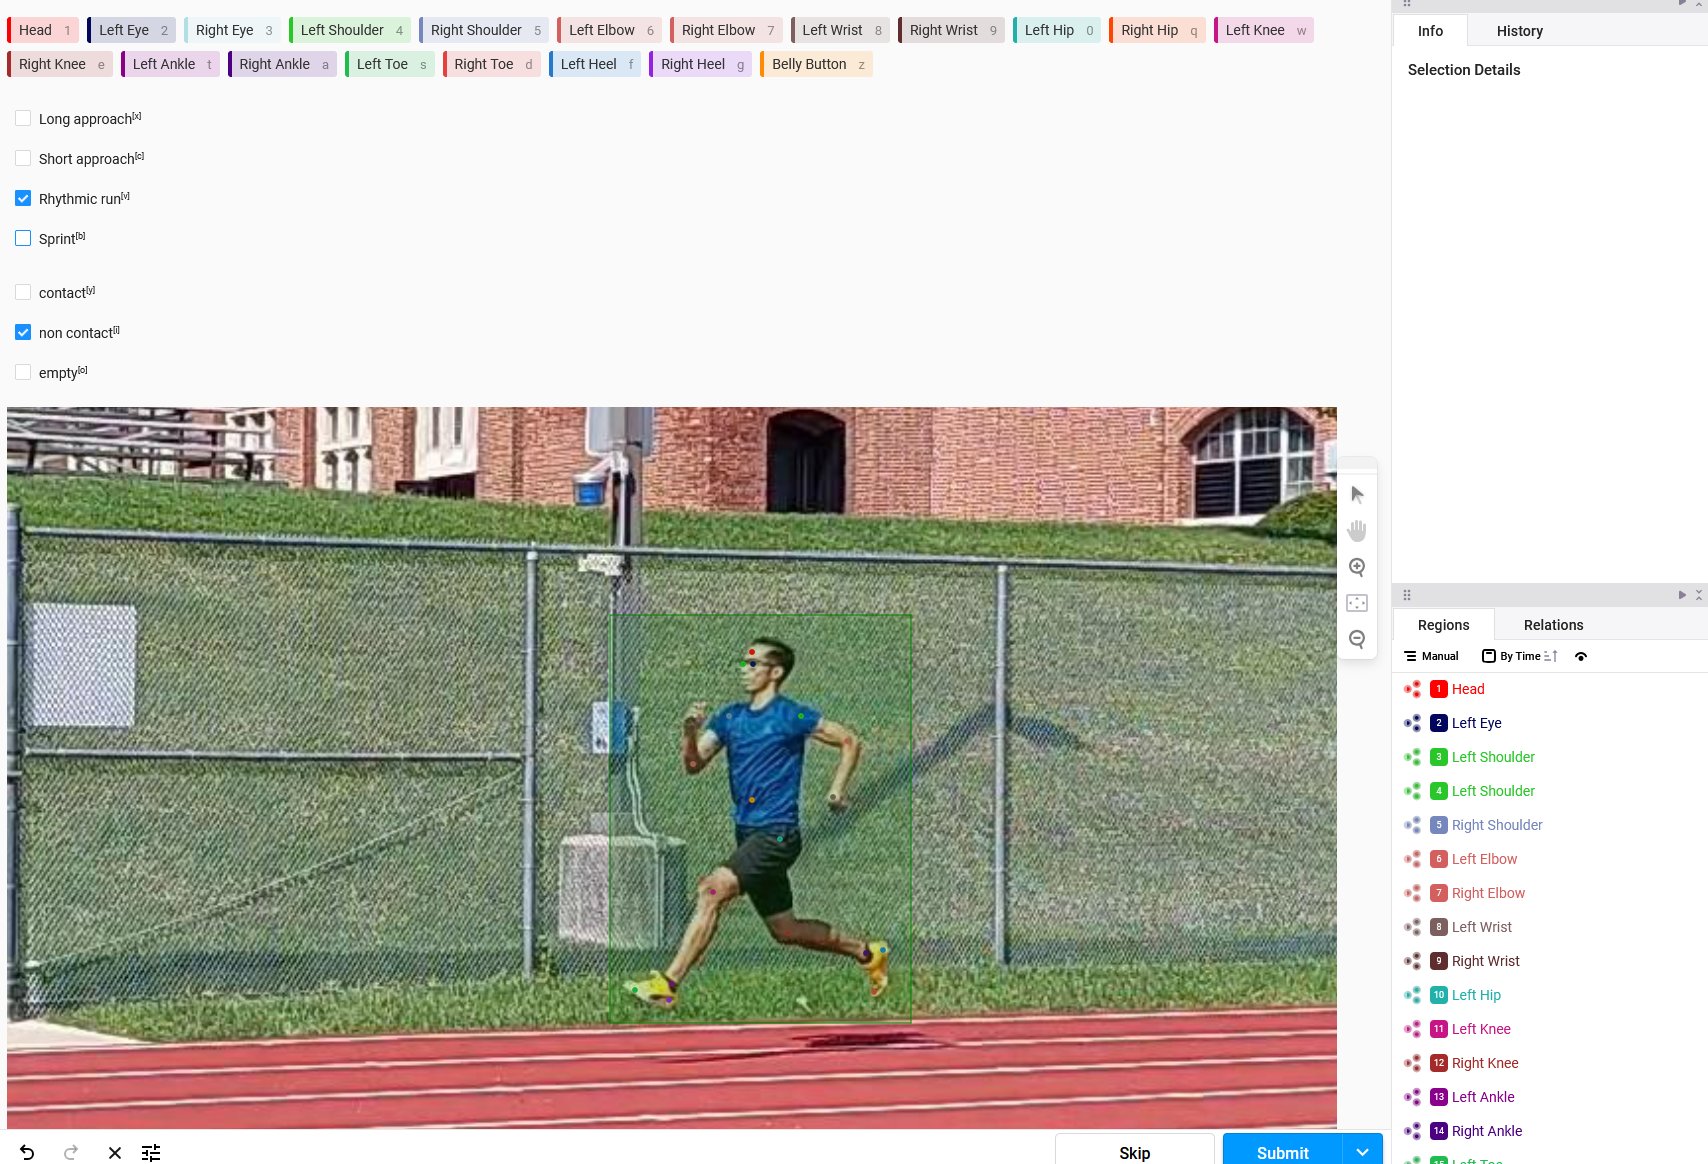 Head 1 Left Eye 2 Right Eye 3 Left Shoulder 4 Right Shoulder 5 Left Elbow 6 Right Elbow 7 Left Wrist 8 Right Wrist 9 Left Hip 0 Right Hip q Left Knee w
Right Knee e Left Ankle t Right Ankle a Left Toe s Right Toe d Left Heel f Right Heel g Belly Button z
Long approach[x]
Short approach[c]
Rhythmic run[v]
Sprint[b]
contact[y]
non contact[i]
empty[o]
Skip
Submit
Info History
Selection Details
Regions Relations
Manual By Time
1 Head
2 Left Eye
3 Left Shoulder
4 Left Shoulder
5 Right Shoulder
6 Left Elbow
7 Right Elbow
8 Left Wrist
9 Right Wrist
10 Left Hip
11 Left Knee
12 Right Knee
13 Left Ankle
14 Right Ankle
15 Left Toe